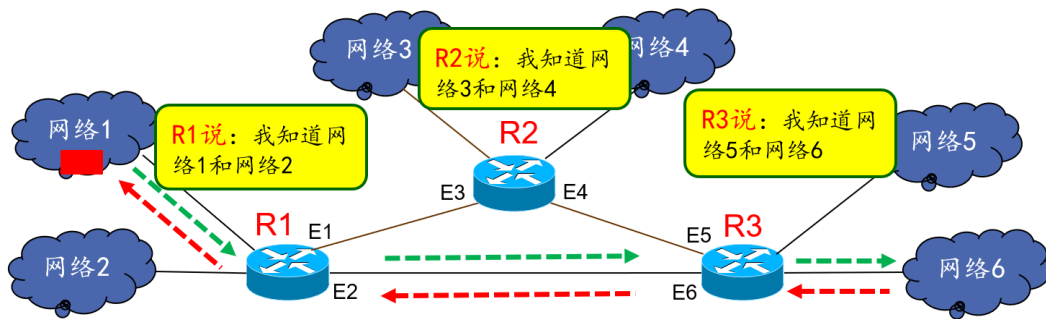 网络3
R2说：我知道网
络3和网络4
网络4
网络1
R1说：我知道网
络1和网络2
R2
R3说：我知道网
络5和网络6
网络5
E3
E4
R1
E1
E5
R3
网络2
E2
E6
网络6